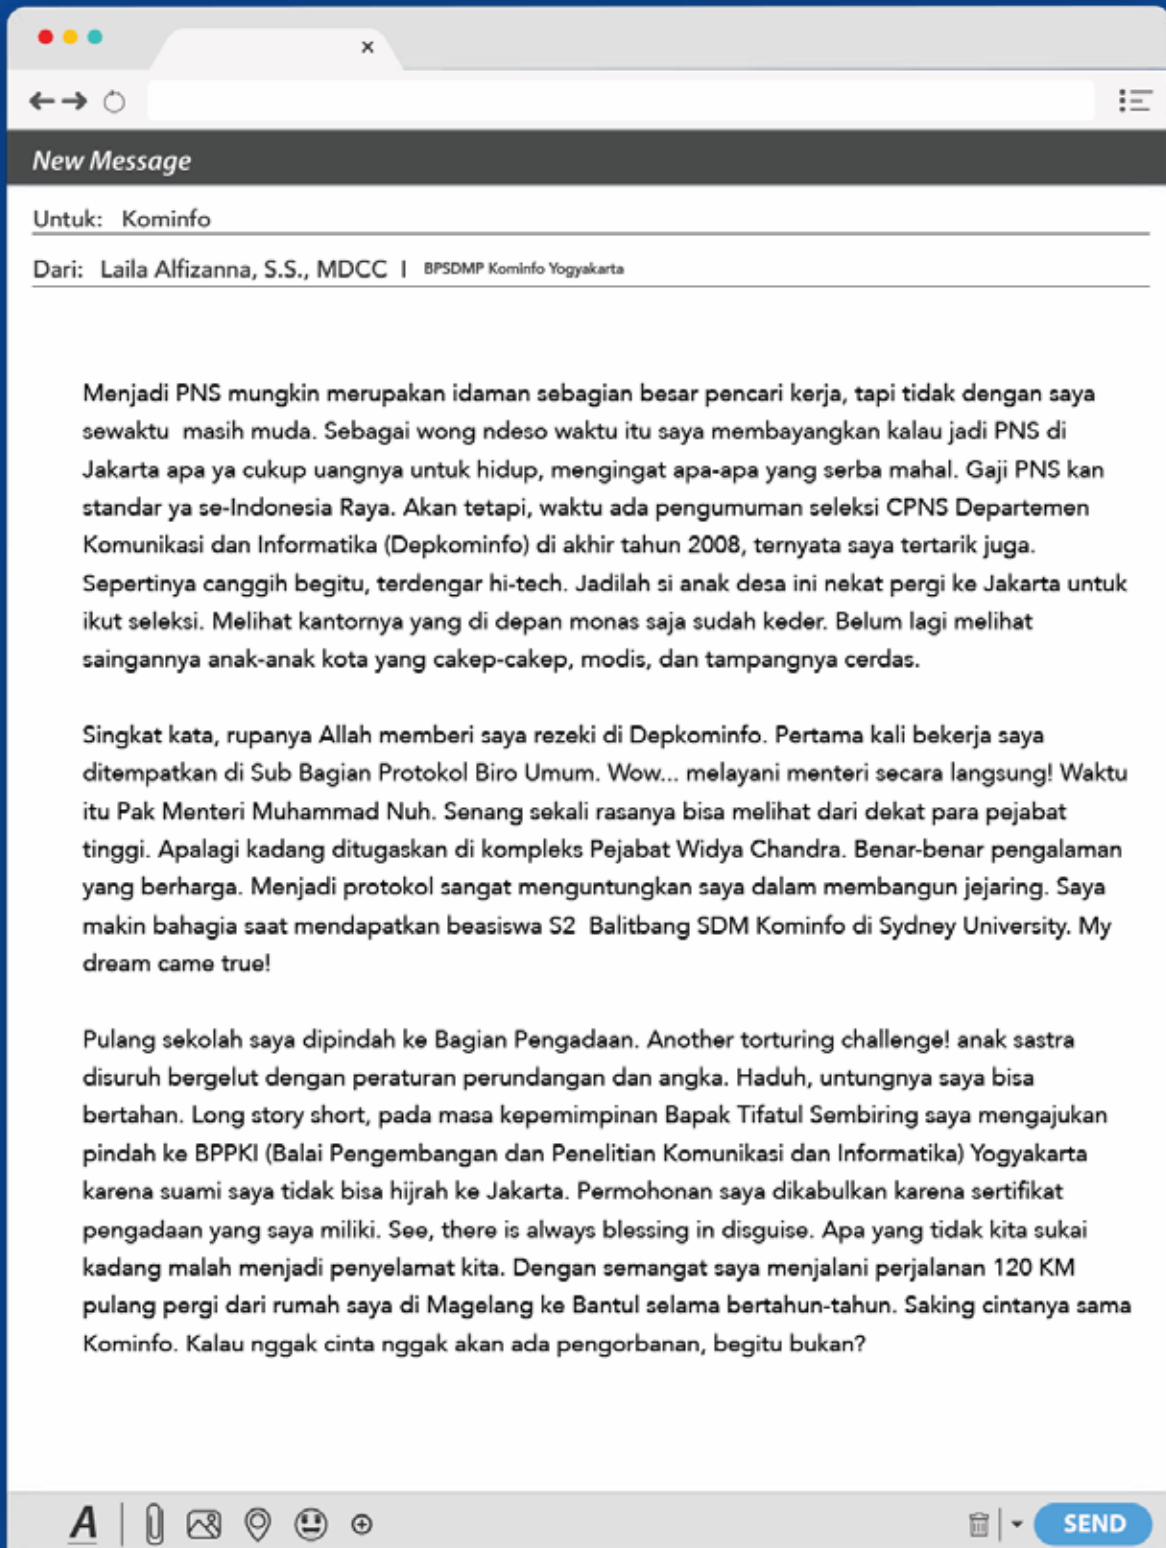 New Message
Untuk: Kominfo
Dari: Laila Alfizanna, S.S., MDCC | BPSDMP Kominfo Yogyakarta
Menjadi PNS mungkin merupakan idaman sebagian besar pencari kerja, tapi tidak dengan saya
sewaktu masih muda. Sebagai wong ndeso waktu itu saya membayangkan kalau jadi PNS di
Jakarta apa ya cukup uangnya untuk hidup, mengingat apa-apa yang serba mahal. Gaji PNS kan
standar ya se-Indonesia Raya. Akan tetapi, waktu ada pengumuman seleksi CPNS Departemen
Komunikasi dan Informatika (Depkominfo) di akhir tahun 2008, ternyata saya tertarik juga.
Sepertinya canggih begitu, terdengar hi-tech. Jadilah si anak desa ini nekat pergi ke Jakarta untuk
ikut seleksi. Melihat kantornya yang di depan monas saja sudah keder. Belum lagi melihat
saingannya anak-anak kota yang cakep-cakep, modis, dan tampangnya cerdas.
Singkat kata, rupanya Allah memberi saya rezeki di Depkominfo. Pertama kali bekerja saya
ditempatkan di Sub Bagian Protokol Biro Umum. Wow... melayani menteri secara langsung! Waktu
itu Pak Menteri Muhammad Nuh. Senang sekali rasanya bisa melihat dari dekat para pejabat
tinggi. Apalagi kadang ditugaskan di kompleks Pejabat Widya Chandra. Benar-benar pengalaman
yang berharga. Menjadi protokol sangat menguntungkan saya dalam membangun jejaring. Saya
makin bahagia saat mendapatkan beasiswa S2 Balitbang SDM Kominfo di Sydney University. My
dream came true!
Pulang sekolah saya dipindah ke Bagian Pengadaan. Another torturing challenge! anak sastra
disuruh bergelut dengan peraturan perundangan dan angka. Haduh, untungnya saya bisa
bertahan. Long story short, pada masa kepemimpinan Bapak Tifatul Sembiring saya mengajukan
pindah ke BPPKI (Balai Pengembangan dan Penelitian Komunikasi dan Informatika) Yogyakarta
karena suami saya tidak bisa hijrah ke Jakarta. Permohonan saya dikabulkan karena sertifikat
pengadaan yang saya miliki. See, there is always blessing in disguise. Apa yang tidak kita sukai
kadang malah menjadi penyelamat kita. Dengan semangat saya menjalani perjalanan 120 KM
pulang pergi dari rumah saya di Magelang ke Bantul selama bertahun-tahun. Saking cintanya sama
Kominfo. Kalau nggak cinta nggak akan ada pengorbanan, begitu bukan?
A
SEND